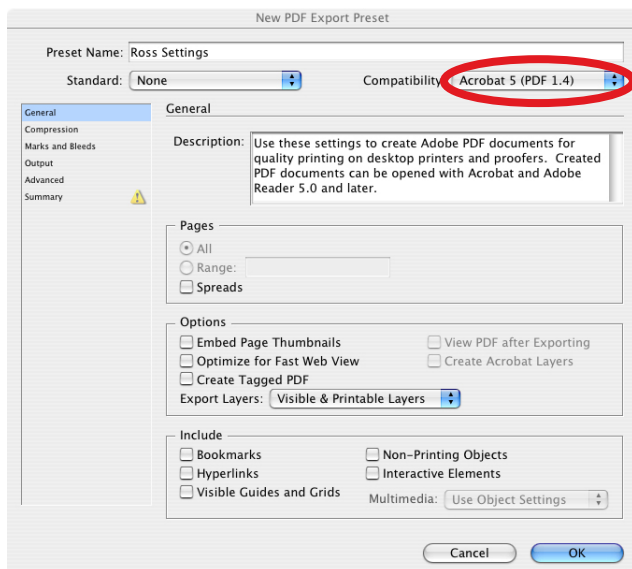 New PDF Export Preset
Preset Name: Ross Settings
Standard: None
Compatibility: Acrobat 5 (PDF 1.4)
General
Compression
Marks and Bleeds
Output
Advanced
Summary
General
Description: Use these settings to create Adobe PDF documents for
quality printing on desktop printers and proofers. Created
PDF documents can be opened with Acrobat and Adobe
Reader 5.0 and later.
Pages
All
Range:
Spreads
Options
Embed Page Thumbnails
View PDF after Exporting
Optimize for Fast Web View
Create Acrobat Layers
Create Tagged PDF
Export Layers: Visible & Printable Layers
Include
Bookmarks
Non-Printing Objects
Hyperlinks
Interactive Elements
Visible Guides and Grids
Multimedia: Use Object Settings
Cancel
OK